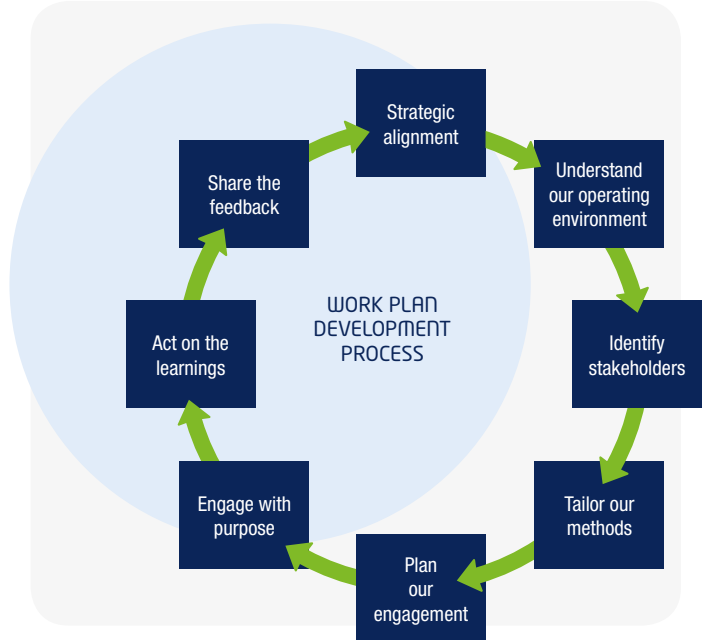 Strategic
alignment
Understand
our operating
environment
Identify
stakeholders
Tailor our
methods
Plan
our
engagement
Engage with
purpose
Act on the
learnings
Share the
feedback
WORK PLAN
DEVELOPMENT
PROCESS